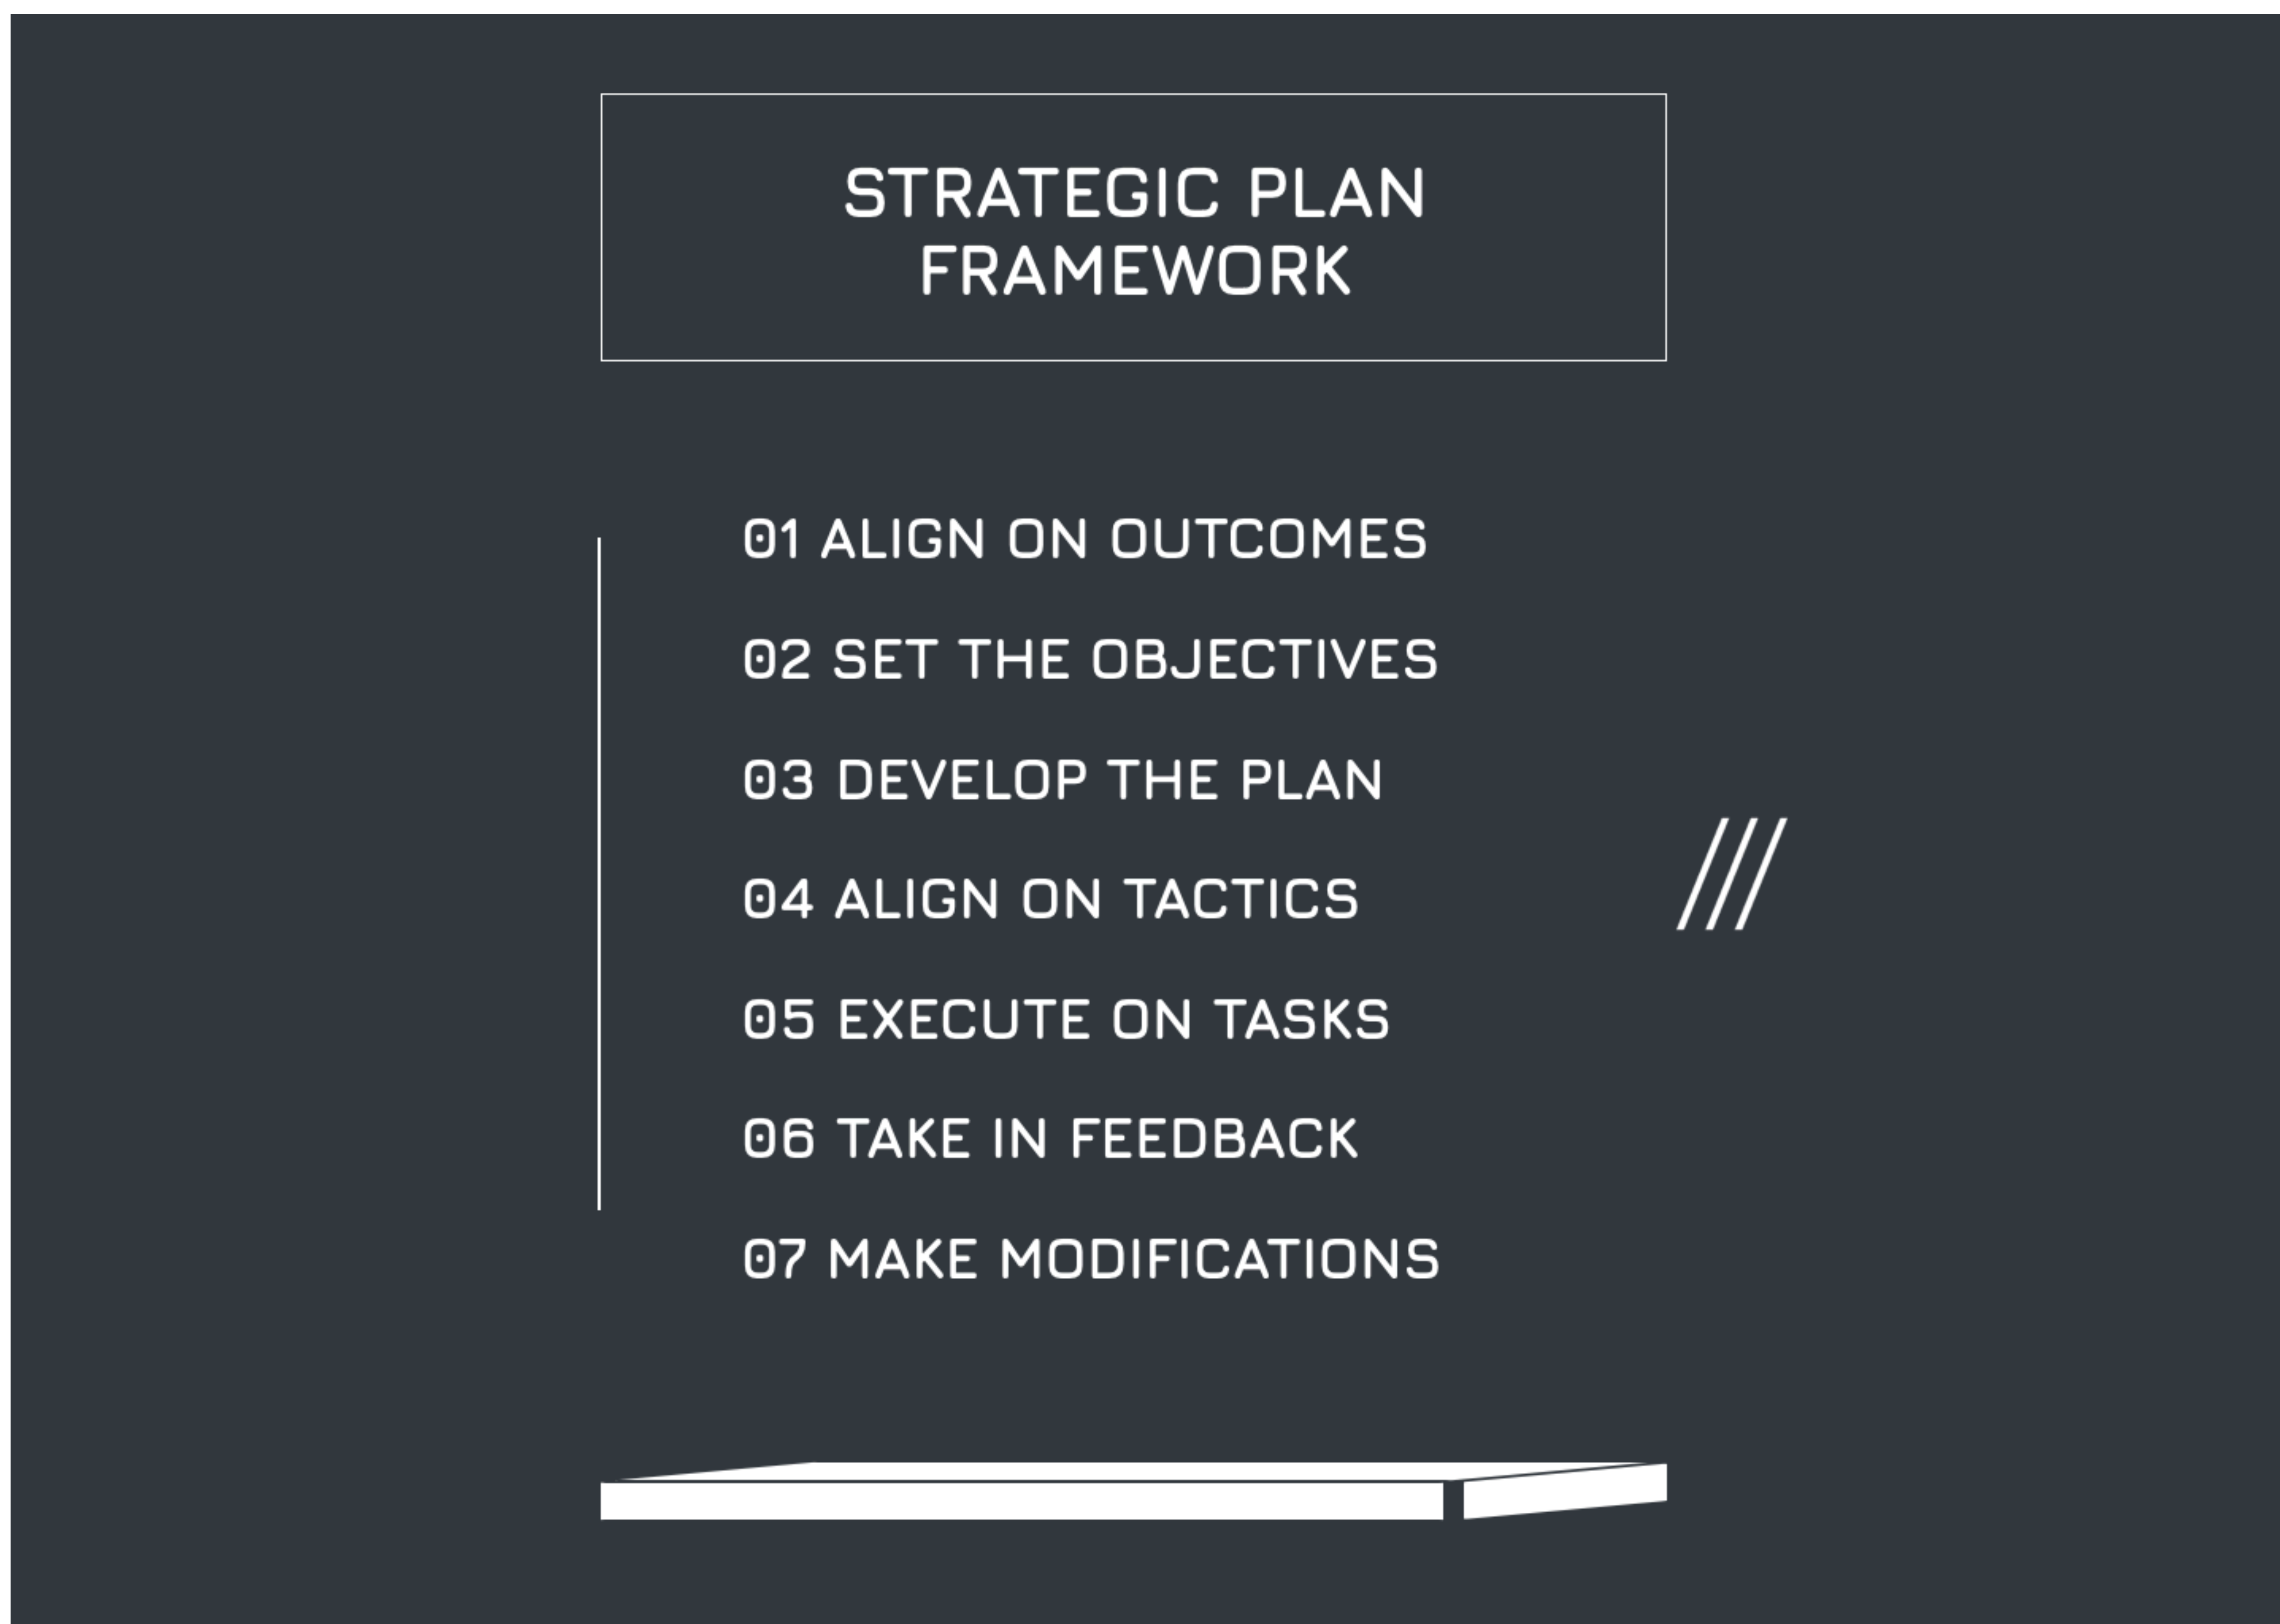 STRATEGIC PLAN
FRAMEWORK
01 ALIGN ON OUTCOMES
02 SET THE OBJECTIVES
03 DEVELOP THE PLAN
04 ALIGN ON TACTICS
05 EXECUTE ON TASKS
06 TAKE IN FEEDBACK
07 MAKE MODIFICATIONS